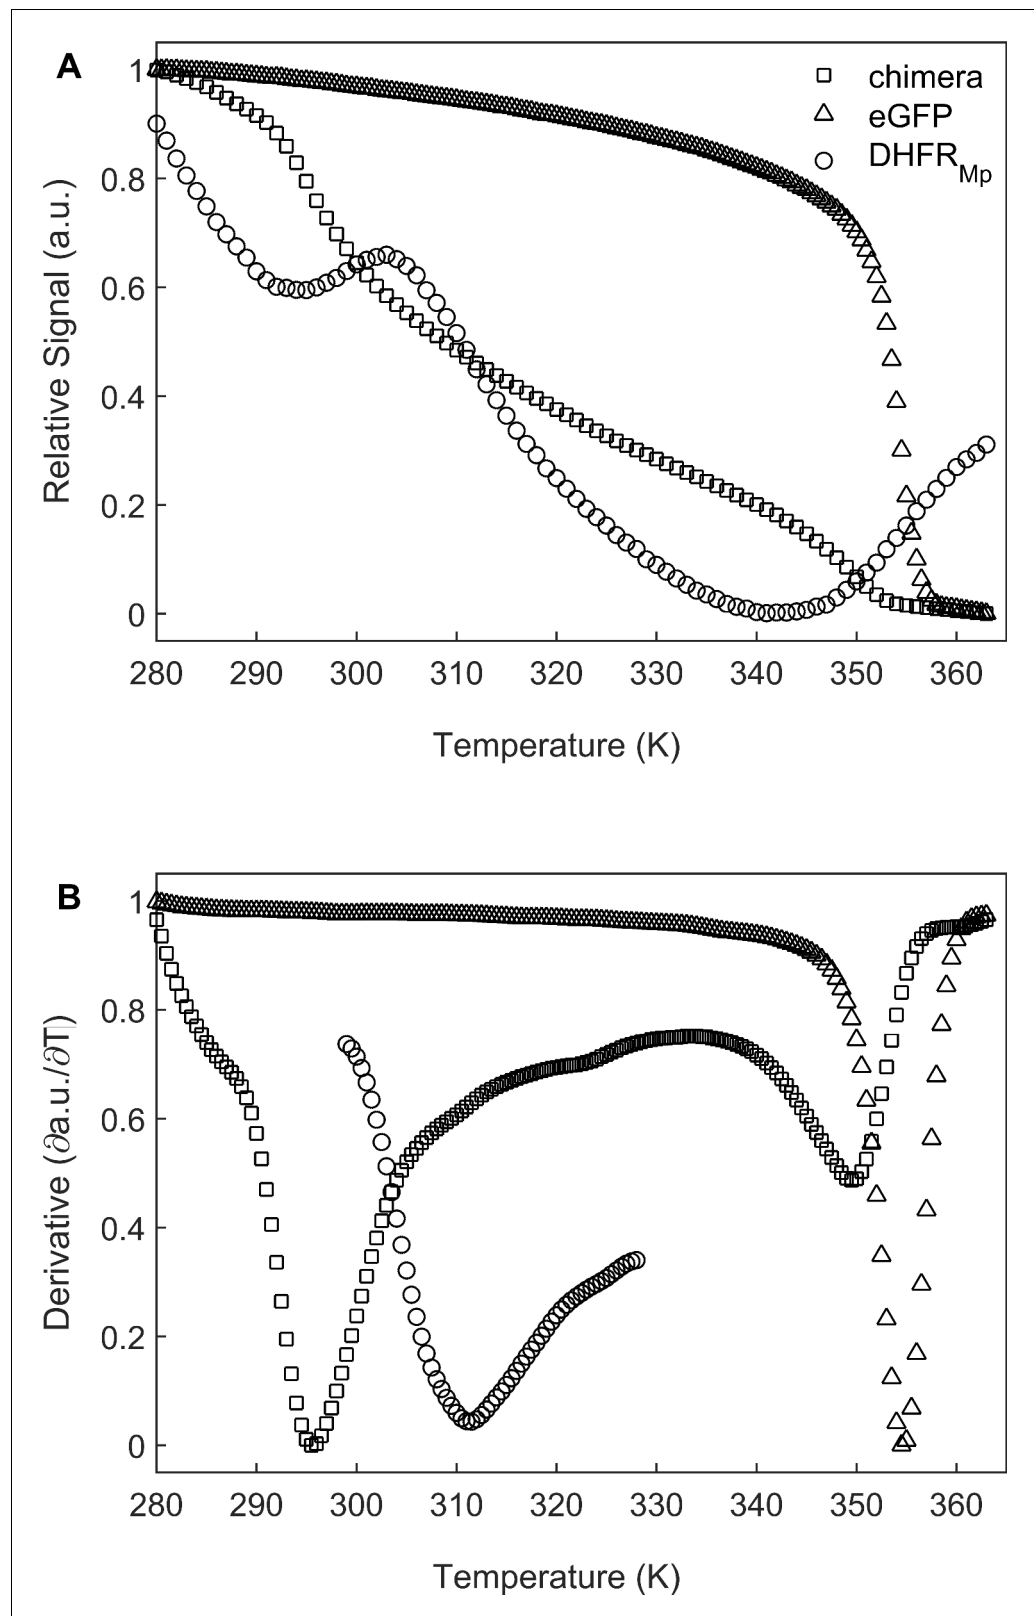 A
chimera
eGFP
DHFRMp
Relative Signal (a.u.)
1
0.8
0.6
0.4
0.2
0
280 290 300 310 320 330 340 350 360
Temperature (K)
B
Derivative (∂a.u./∂T)
1
0.8
0.6
0.4
0.2
0
280 290 300 310 320 330 340 350 360
Temperature (K)